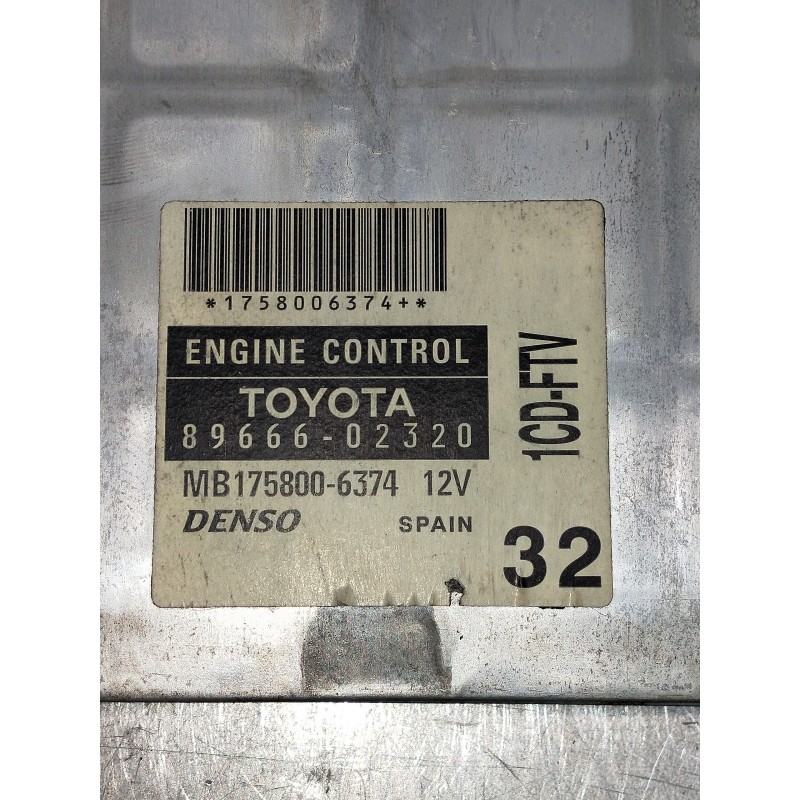 *1758006374+*
ENGINE CONTROL
TOYOTA
89666-02320
MB175800-6374 12V
DENSO SPAIN
1CD-FTV
32